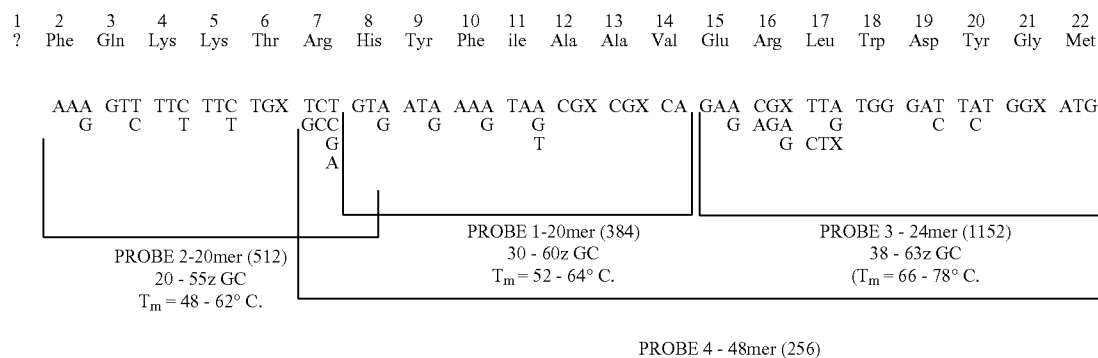 1 2 3 4 5 6 7 8 9 10 11 12 13 14 15 16 17 18 19 20 21 22
? Phe Gln Lys Lys Thr Arg His Tyr Phe ile Ala Ala Val Glu Arg Leu Trp Asp Tyr Gly Met
AAA GTT TTC TTC TGX TCT GTA ATA AAA TAA CGX CGX CA GAA CGX TTA TGG GAT TAT GGX ATG
G C T T GCC G G G G G AGA G C C
G T G CTX
A
PROBE 2-20mer (512)
20 - 55z GC
Tm = 48 - 62° C.
PROBE 1-20mer (384)
30 - 60z GC
Tm = 52 - 64° C.
PROBE 3 - 24mer (1152)
38 - 63z GC
(Tm = 66 - 78° C.
PROBE 4 - 48mer (256)